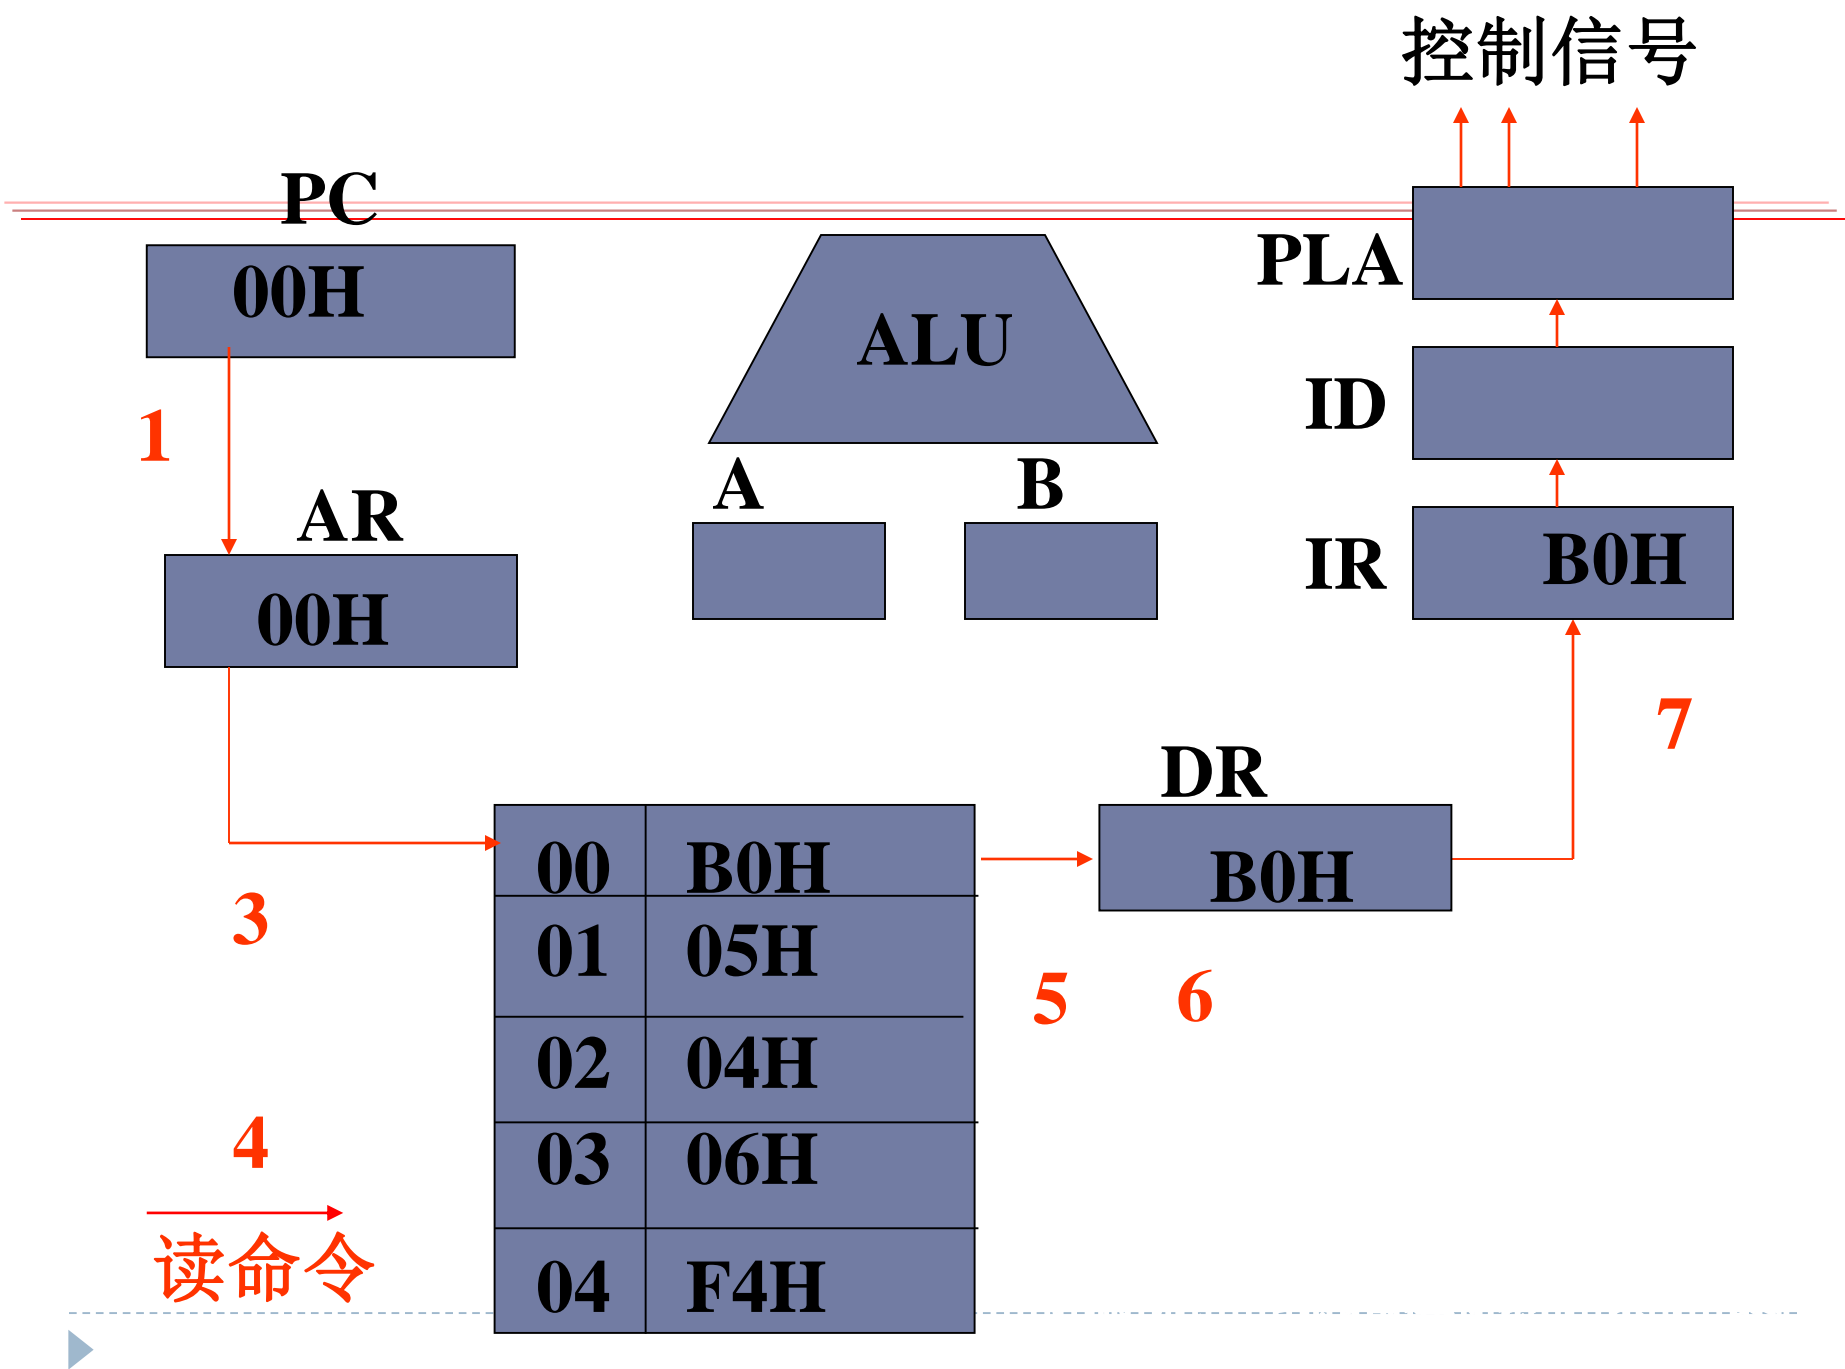 控制信号
PC
00H
PLA
ALU
ID
1
A
B
AR
IR
B0H
00H
7
DR
00 B0H
B0H
3
01 05H
5
6
02 04H
4
03 06H
读命令
04 F4H